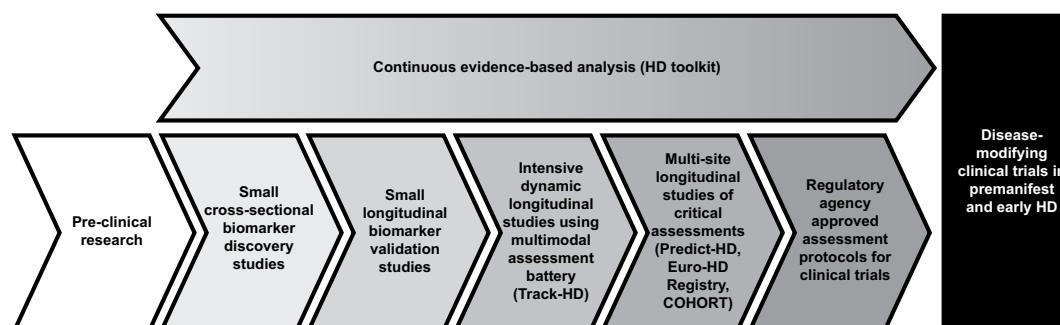 Continuous evidence-based analysis (HD toolkit)
Pre-clinical
research
Small
cross-sectional
biomarker
discovery
studies
Small
longitudinal
biomarker
validation
studies
Intensive
dynamic
longitudinal
studies using
multimodal
assessment
battery
(Track-HD)
Multi-site
longitudinal
studies of
critical
assessments
(Predict-HD,
Euro-HD
Registry,
COHORT)
Regulatory
agency
approved
assessment
protocols for
clinical trials
Disease-
modifying
clinical trials in
premanifest
and early HD